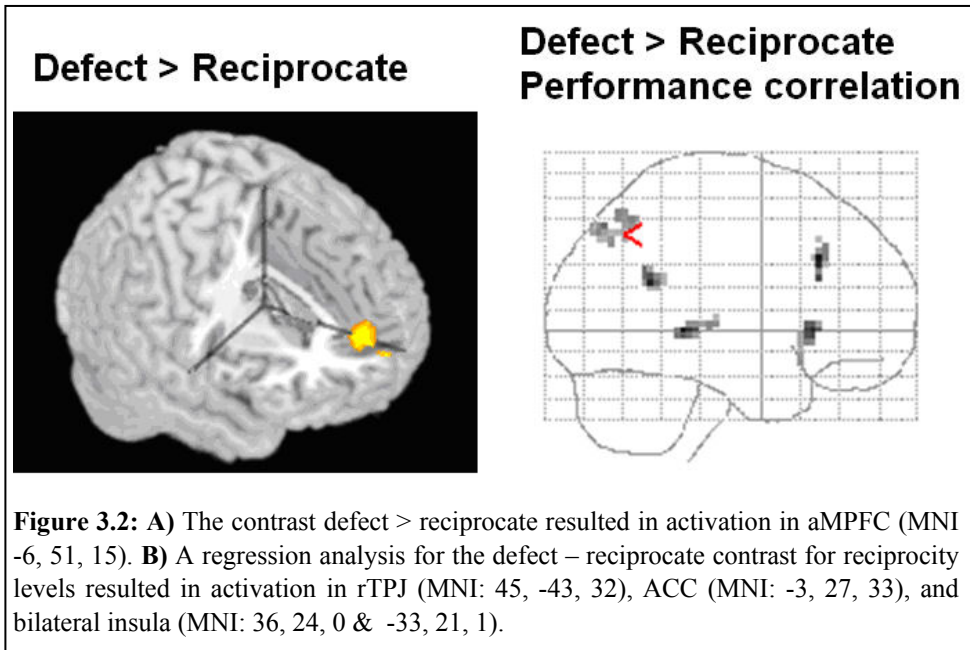 Defect > Reciprocate
Defect > Reciprocate
Performance correlation
Figure 3.2: A) The contrast defect > reciprocate resulted in activation in aMPFC (MNI
-6, 51, 15). B) A regression analysis for the defect – reciprocate contrast for reciprocity
levels resulted in activation in rTPJ (MNI: 45, -43, 32), ACC (MNI: -3, 27, 33), and
bilateral insula (MNI: 36, 24, 0 & -33, 21, 1).